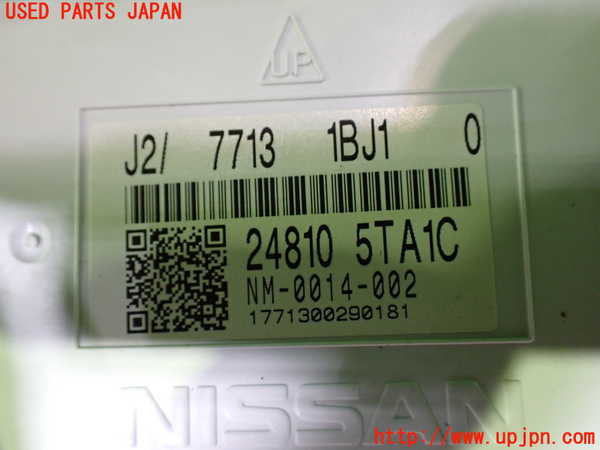 USED PARTS JAPAN
UP
J2/ 7713 1BJ1 0
24810 5TA1C
NM-0014-002
1771300290181
NISSAN
http://www.upjpn.com